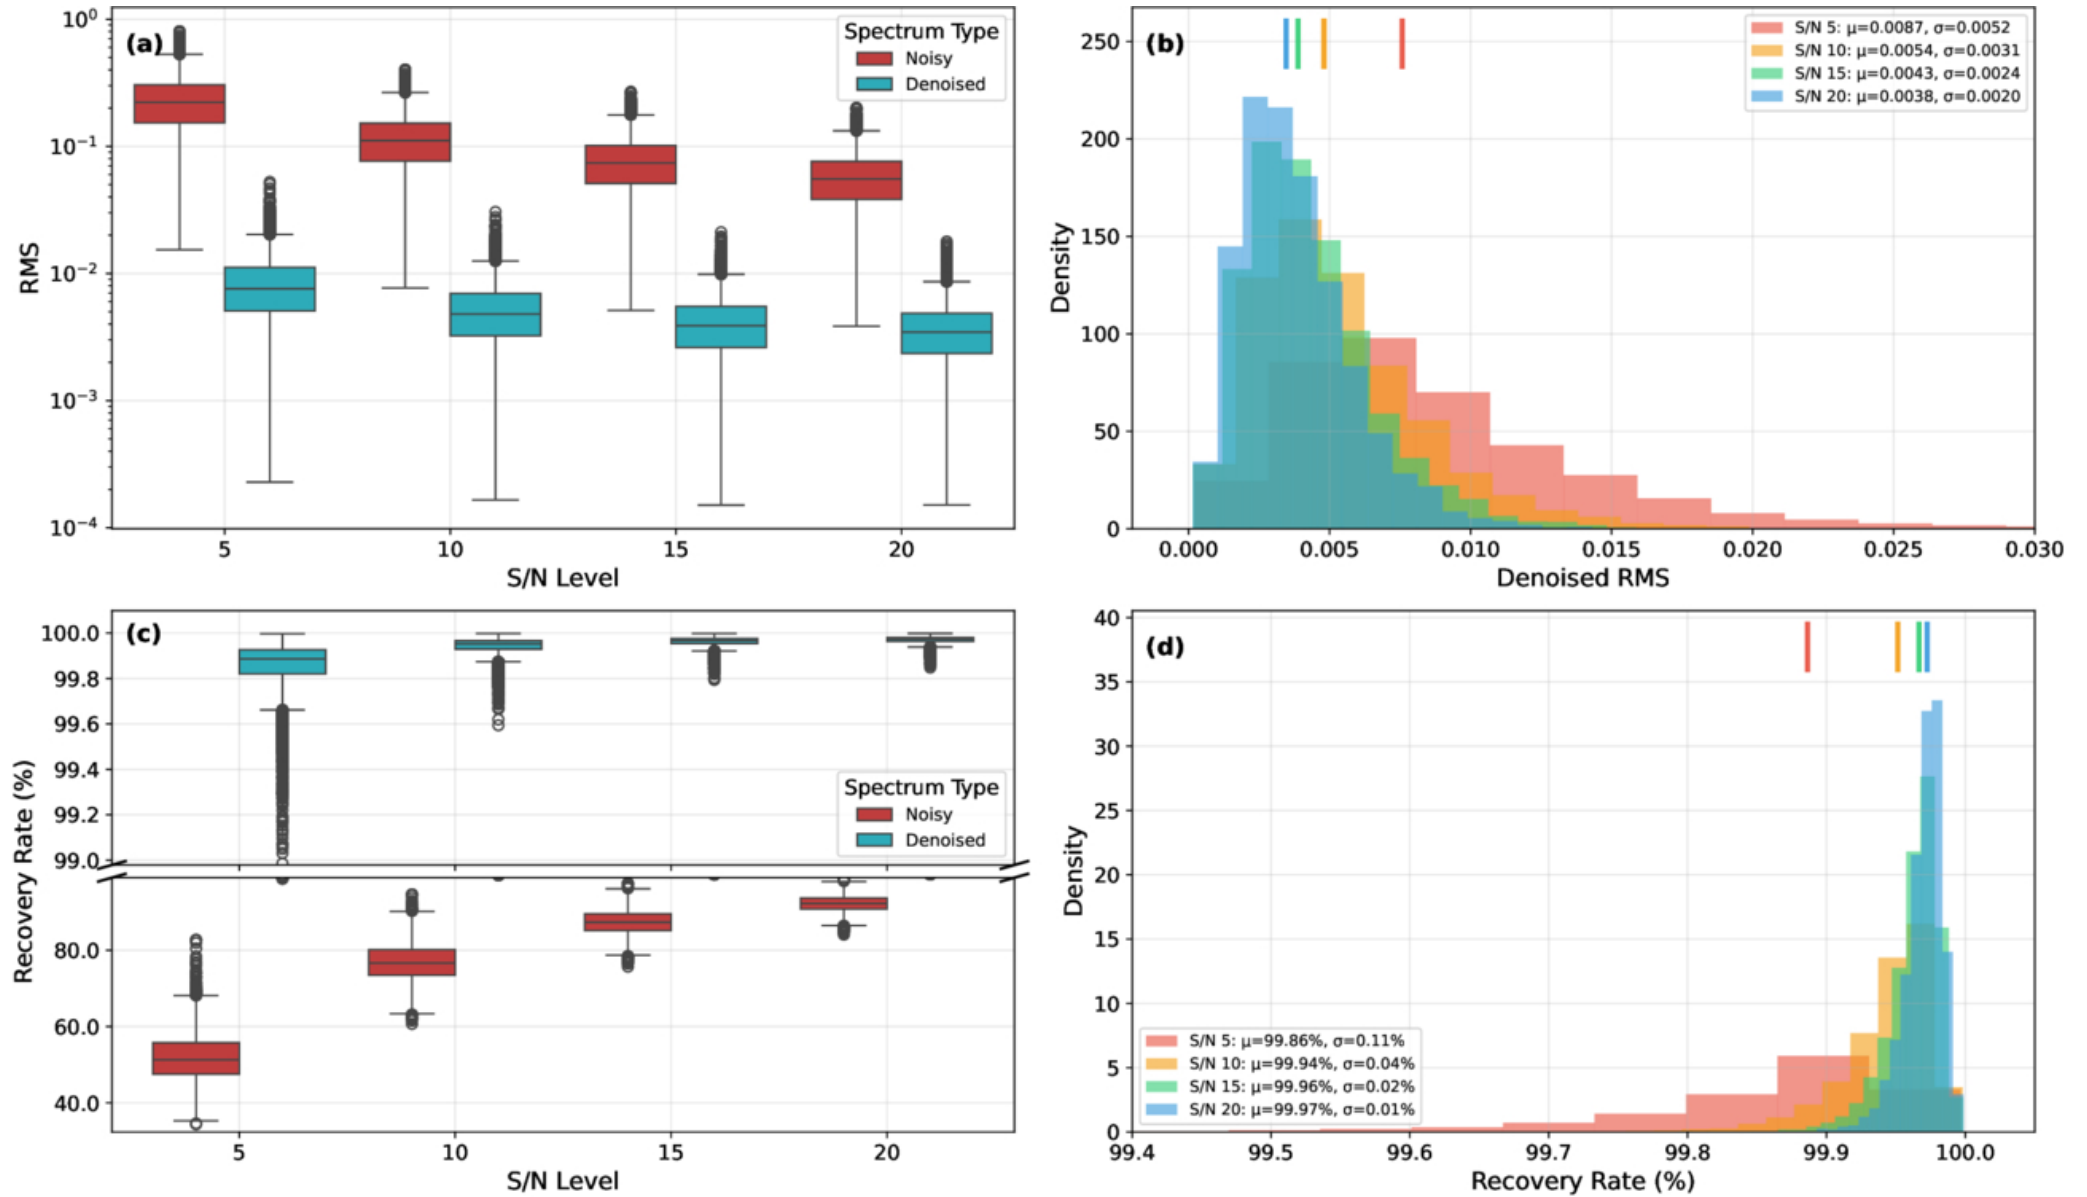 (a)
Spectrum Type
Noisy
Denoised
10⁰
10⁻¹
10⁻²
10⁻³
10⁻⁴
RMS
5 10 15 20
S/N Level
(b)
S/N 5: μ=0.0087, σ=0.0052
S/N 10: μ=0.0054, σ=0.0031
S/N 15: μ=0.0043, σ=0.0024
S/N 20: μ=0.0038, σ=0.0020
250
200
150
100
50
0
Density
0.000 0.005 0.010 0.015 0.020 0.025 0.030
Denoised RMS
(c)
100.0
99.8
99.6
99.4
99.2
99.0
80.0
60.0
40.0
Recovery Rate (%)
Spectrum Type
Noisy
Denoised
5 10 15 20
S/N Level
(d)
40
35
30
25
20
15
10
5
0
Density
S/N 5: μ=99.86%, σ=0.11%
S/N 10: μ=99.94%, σ=0.04%
S/N 15: μ=99.96%, σ=0.02%
S/N 20: μ=99.97%, σ=0.01%
99.4 99.5 99.6 99.7 99.8 99.9 100.0
Recovery Rate (%)